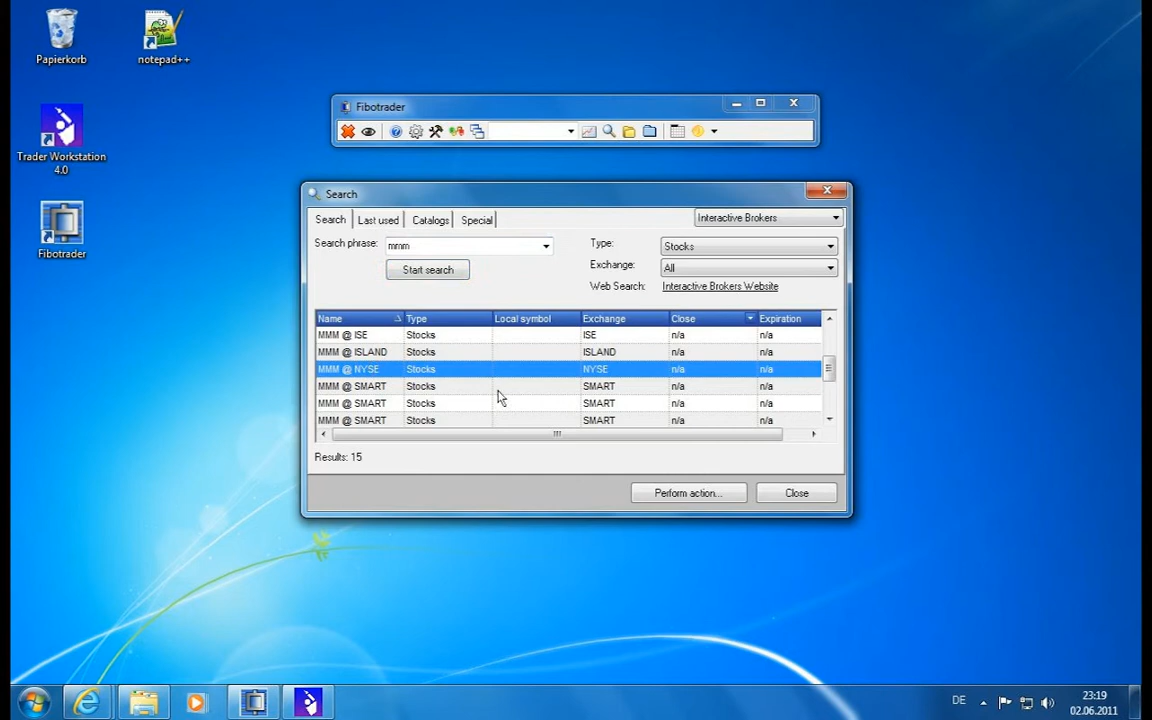 Papierkorb
notepad++
Trader Workstation
4.0
Fibotrader
Fibotrader
Search
Search
Last used
Catalogs
Special
Interactive Brokers
Search phrase:
mmm
Type:
Stocks
Start search
Exchange:
All
Web Search:
Interactive Brokers Website
Name Type Local symbol Exchange Close Expiration
MMM @ ISE Stocks ISE n/a n/a
MMM @ ISLAND Stocks ISLAND n/a n/a
MMM @ NYSE Stocks NYSE n/a n/a
MMM @ SMART Stocks SMART n/a n/a
MMM @ SMART Stocks SMART n/a n/a
MMM @ SMART Stocks SMART n/a n/a
Results: 15
Perform action...
Close
DE
23:19
02.06.2011